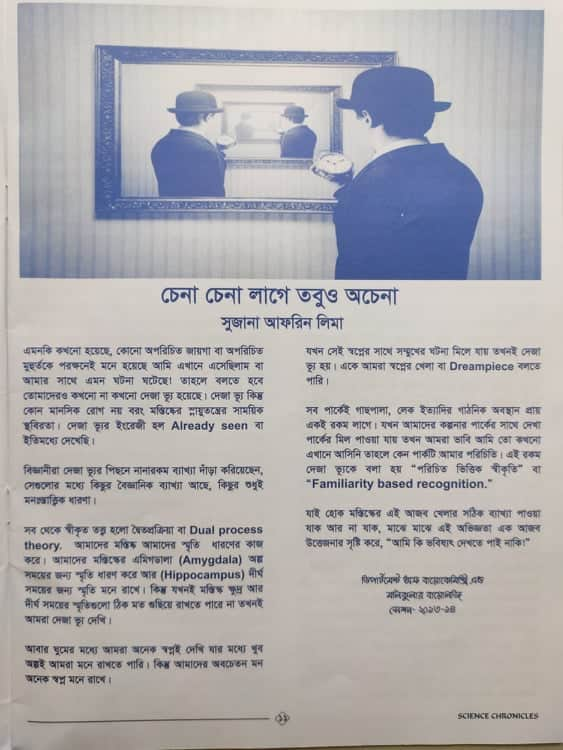 চেনা চেনা লাগে তবুও অচেনা
সুজানা আফরিন লিমা
এমনকি কখনো হয়েছে, কোনো অপরিচিত জায়গা বা অপরিচিত
মুহুর্তকে পরক্ষনেই মনে হয়েছে আমি এখানে এসেছিলাম বা
আমার সাথে এমন ঘটনা ঘটেছে! তাহলে বলতে হবে
তোমাদেরও কখনো না কখনো দেজা ভ্যু হয়েছে। দেজা ভ্যু কিন্তু
কোন মানসিক রোগ নয় বরং মস্তিষ্কের স্নায়ুতন্ত্রের সাময়িক
স্থবিরতা। দেজা ভ্যুর ইংরেজী হল Already seen বা
ইতিমধ্যে দেখেছি।
বিজ্ঞানীরা দেজা ভ্যুর পিছনে নানারকম ব্যাখা দাঁড়া করিয়েছেন,
সেগুলোর মধ্যে কিছুর বৈজ্ঞানিক ব্যাখা আছে, কিছুর শুধুই
মনঃস্তাত্ত্বিক ধারণা।
সব থেকে স্বীকৃত তত্ত্ব হলো দ্বৈতপ্রক্রিয়া বা Dual process
theory. আমাদের মস্তিষ্ক আমাদের স্মৃতি ধারণের কাজ
করে। আমাদের মস্তিষ্কের এমিগডালা (Amygdala) অল্প
সময়ের জন্য স্মৃতি ধারণ করে আর (Hippocampus) দীর্ঘ
সময়ের জন্য স্মৃতি মনে রাখে। কিন্তু যখনই মস্তিষ্ক ক্ষুদ্র আর
দীর্ঘ সময়ের স্মৃতিগুলো ঠিক মত গুছিয়ে রাখতে পারে না তখনই
আমরা দেজা ভ্যু দেখি।
আবার ঘুমের মধ্যে আমরা অনেক স্বপ্নই দেখি যার মধ্যে খুব
অল্পই আমরা মনে রাখতে পারি। কিন্তু আমাদের অবচেতন মন
অনেক স্বপ্ন মনে রাখে।
যখন সেই স্বপ্নের সাথে সম্মুখের ঘটনা মিলে যায় তখনই দেজা
ভ্যু হয়। একে আমরা স্বপ্নের খেলা বা Dreampiece বলতে
পারি।
সব পার্কেই গাছপালা, লেক ইত্যাদির গাঠনিক অবস্থান প্রায়
একই রকম লাগে। যখন আমাদের কল্পনার পার্কের সাথে দেখা
পার্কের মিল পাওয়া যায় তখন আমরা ভাবি আমি তো কখনো
এখানে আসিনি তাহলে কেন পার্কটি আমার পরিচিতি। এই রকম
দেজা ভ্যুকে বলা হয় “পরিচিত ভিত্তিক স্বীকৃতি” বা
“Familiarity based recognition.”
যাই হোক মস্তিষ্কের এই আজব খেলার সঠিক ব্যাখ্যা পাওয়া
যাক আর না যাক, মাঝে মাঝে এই অভিজ্ঞতা এক আজব
উত্তেজনার সৃষ্টি করে, “আমি কি ভবিষ্যৎ দেখতে পাই নাকি!”
ডিপার্টমেন্ট অফ বায়োকেমিস্ট্রি এন্ড
মলিকুলার বায়োলজি
সেশন- ২০১৩-১৪
SCIENCE CHRONICLES